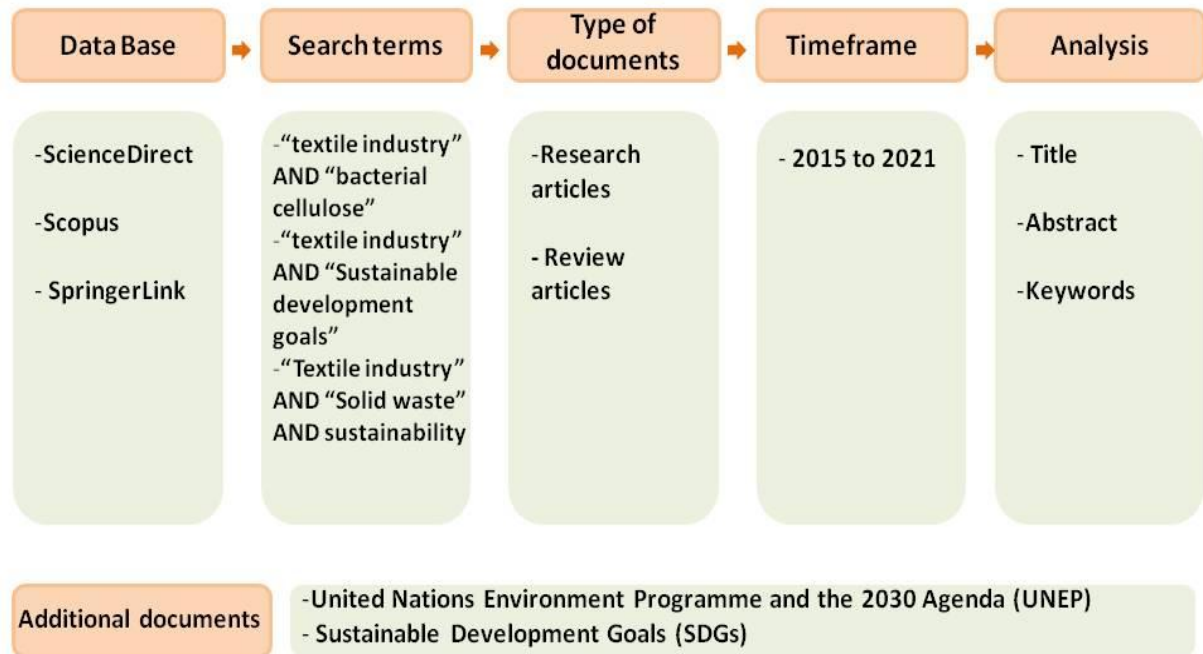 Data Base
Search terms
Type of
documents
Timeframe
Analysis
-ScienceDirect
-Scopus
- SpringerLink
-“textile industry”
AND “bacterial
cellulose”
-“textile industry”
AND “Sustainable
development
goals”
-“Textile industry”
AND “Solid waste”
AND sustainability
-Research
articles
- Review
articles
- 2015 to 2021
- Title
-Abstract
-Keywords
Additional documents
-United Nations Environment Programme and the 2030 Agenda (UNEP)
- Sustainable Development Goals (SDGs)